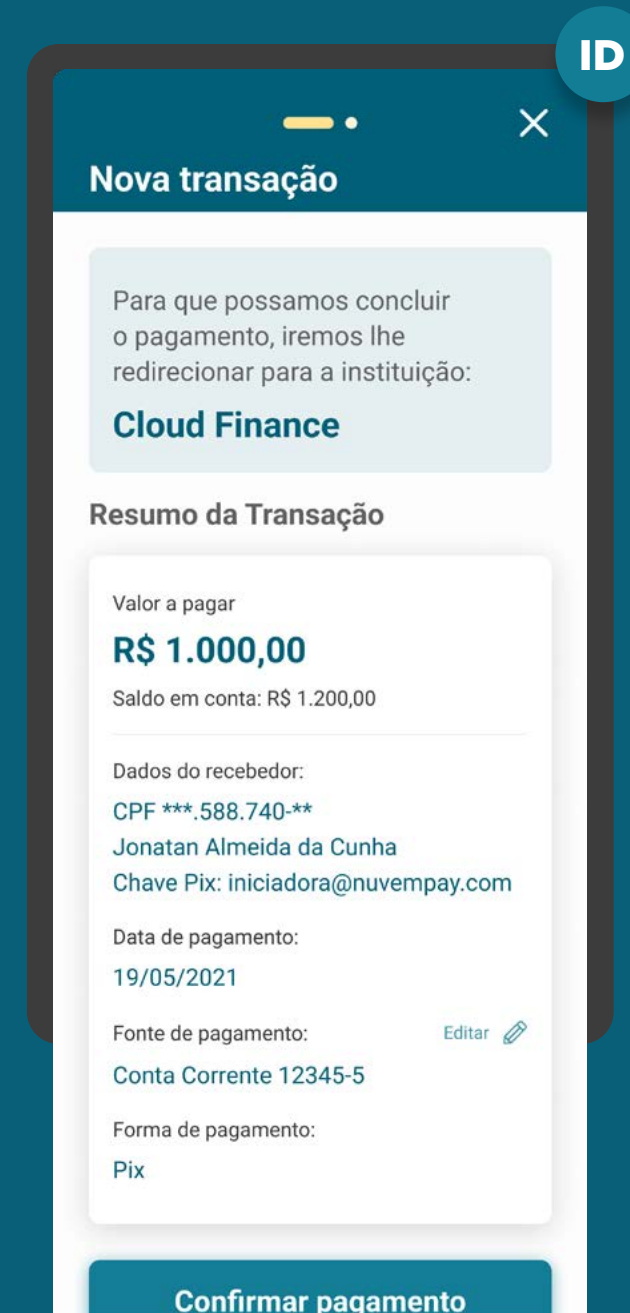 ID
Nova transação
Para que possamos concluir
o pagamento, iremos lhe
redirecionar para a instituição:
Cloud Finance
Resumo da Transação
Valor a pagar
R$ 1.000,00
Saldo em conta: R$ 1.200,00
Dados do recebedor:
CPF ***.588.740-**
Jonatan Almeida da Cunha
Chave Pix: iniciadora@nuvempay.com
Data de pagamento:
19/05/2021
Fonte de pagamento: Editar
Conta Corrente 12345-5
Forma de pagamento:
Pix
Confirmar pagamento